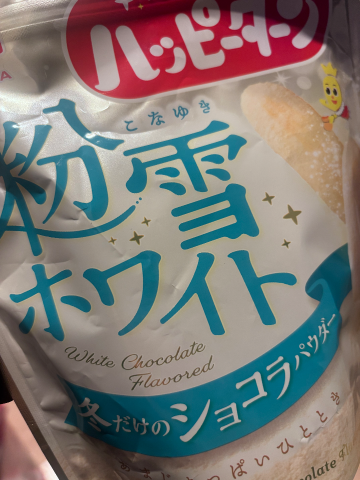 ハッピーターン
こなゆき
粉雪
ホワイト
White Chocolate
Flavored
冬だけのショコラパウダー